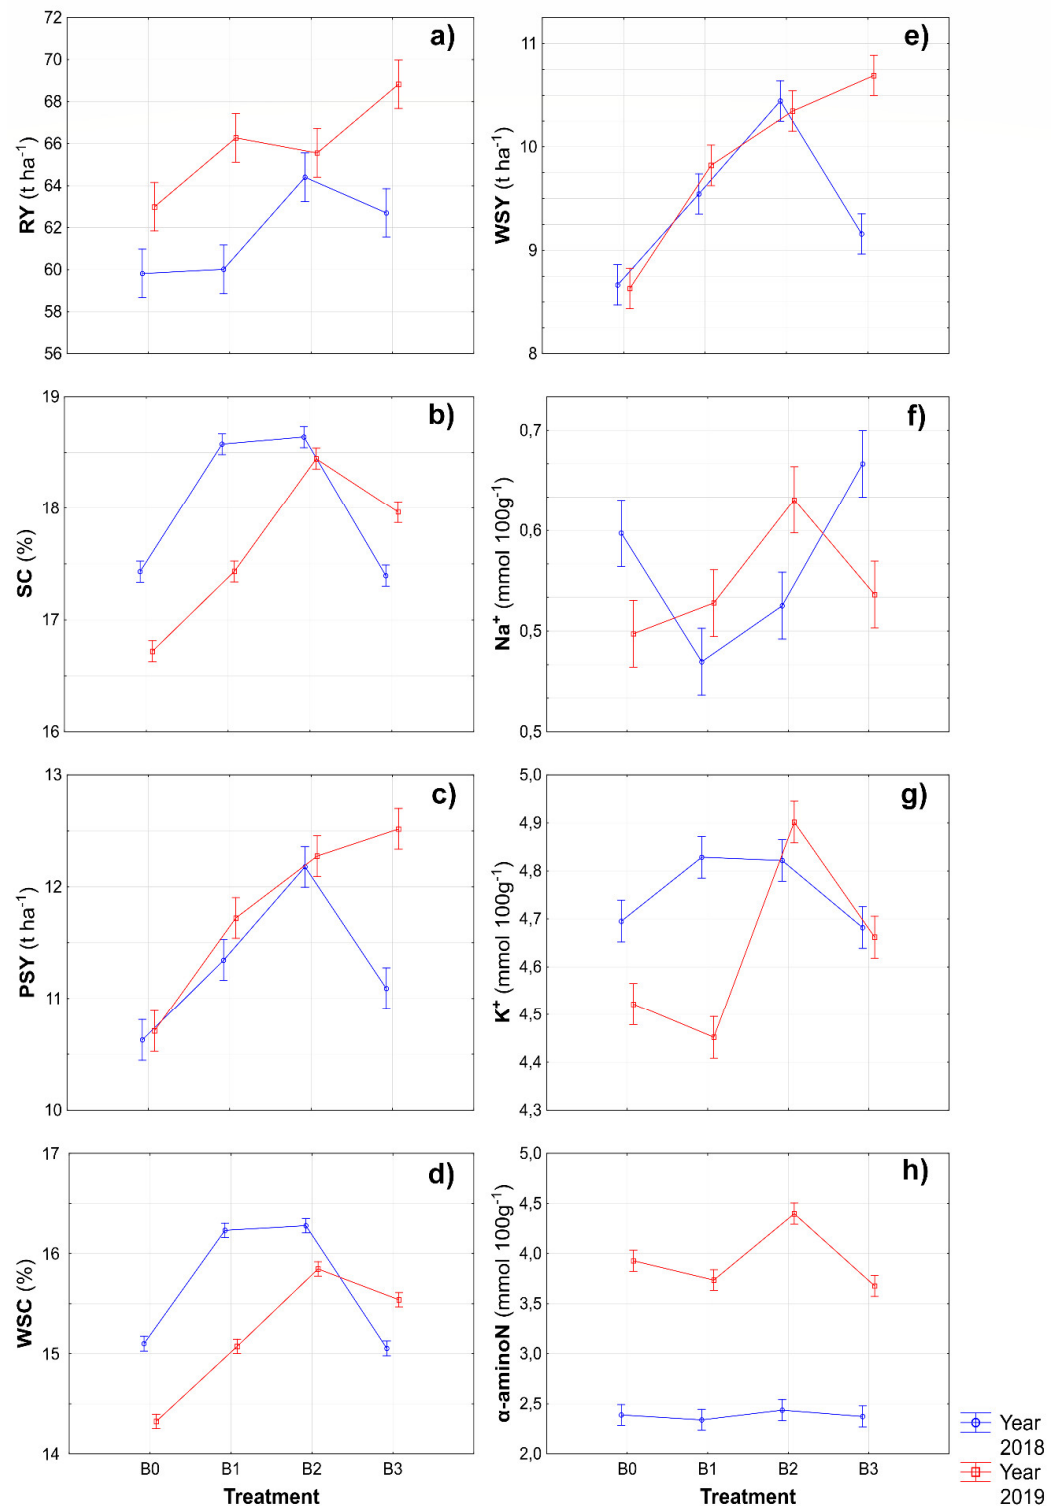 a)
RY (t ha-1)
72
70
68
66
64
62
60
58
56
b)
SC (%)
19
18
17
16
c)
PSY (t ha-1)
13
12
11
10
d)
WSC (%)
17
16
15
14
B0 B1 B2 B3
Treatment
e)
WSY (t ha-1)
11
10
9
8
f)
Na+ (mmol 100g-1)
0,7
0,6
0,5
0,5
g)
K+ (mmol 100g-1)
5,0
4,9
4,8
4,7
4,6
4,5
4,4
4,3
h)
α-aminoN (mmol 100g-1)
5,0
4,5
4,0
3,5
3,0
2,5
2,0
B0 B1 B2 B3
Treatment
Year
2018
Year
2019